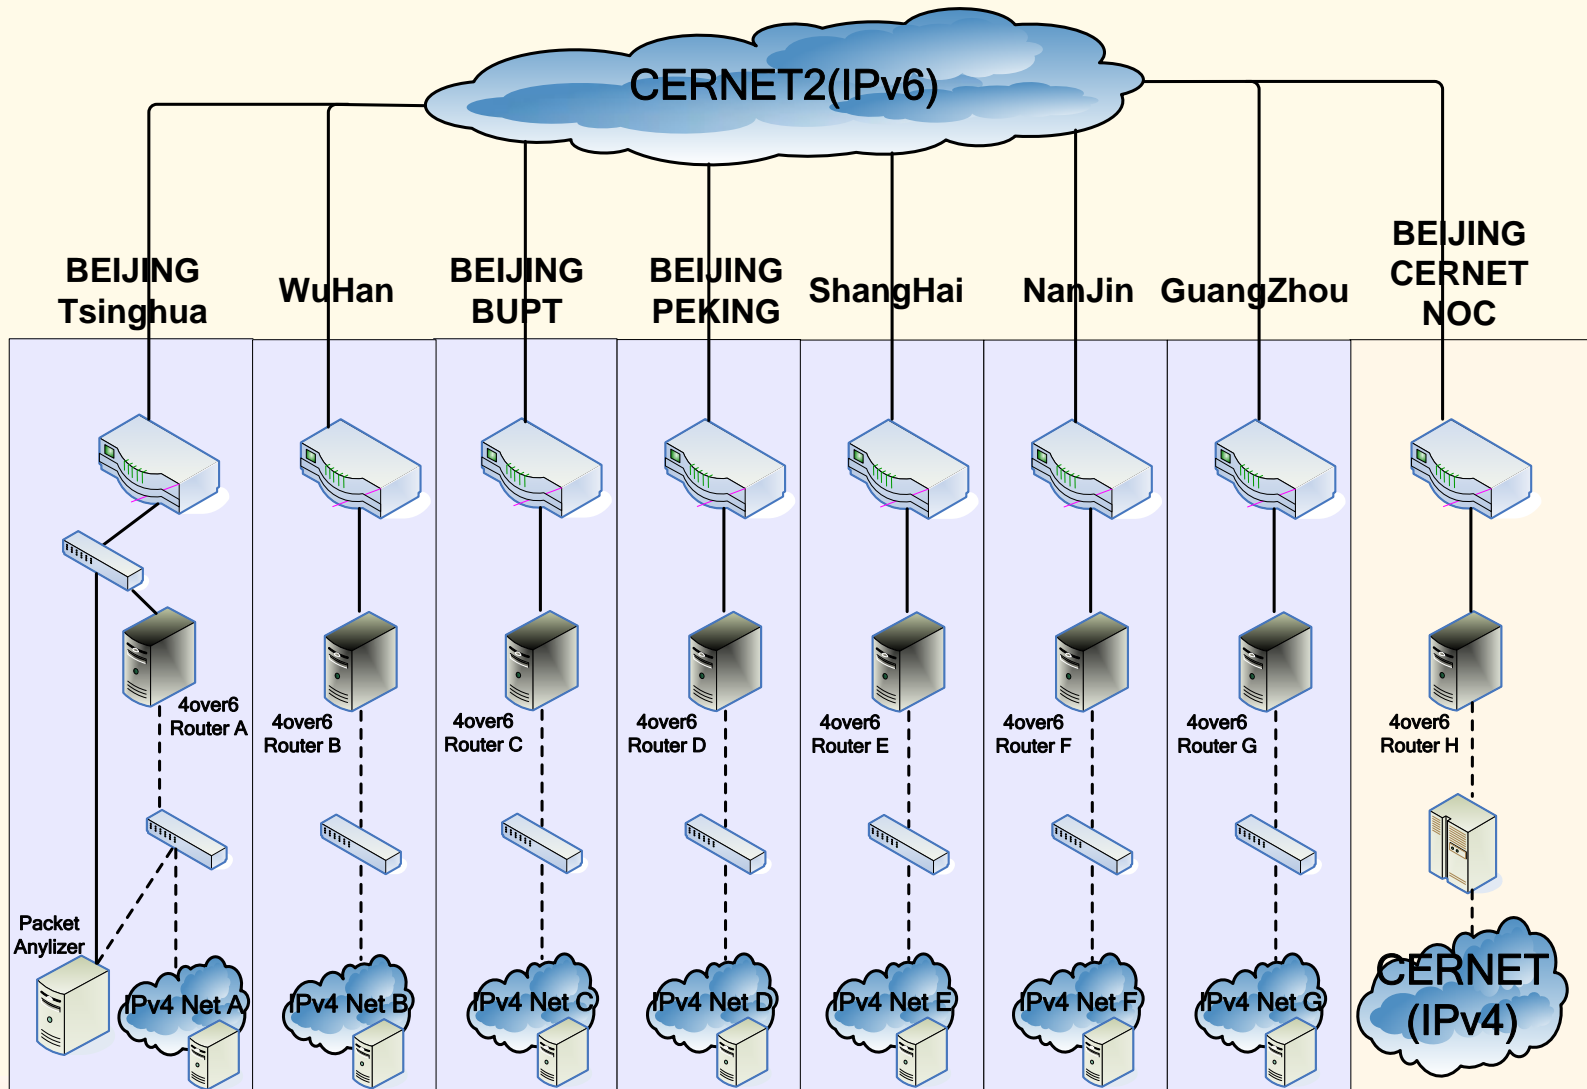 CERNET2(IPv6)
BEIJING
Tsinghua
WuHan
BEIJING
BUPT
BEIJING
PEKING
ShangHai
NanJin
GuangZhou
BEIJING
CERNET
NOC
4over6
Router A
4over6
Router B
4over6
Router C
4over6
Router D
4over6
Router E
4over6
Router F
4over6
Router G
4over6
Router H
Packet
Anylizer
IPv4 Net A
IPv4 Net B
IPv4 Net C
IPv4 Net D
IPv4 Net E
IPv4 Net F
IPv4 Net G
CERNET
(IPv4)